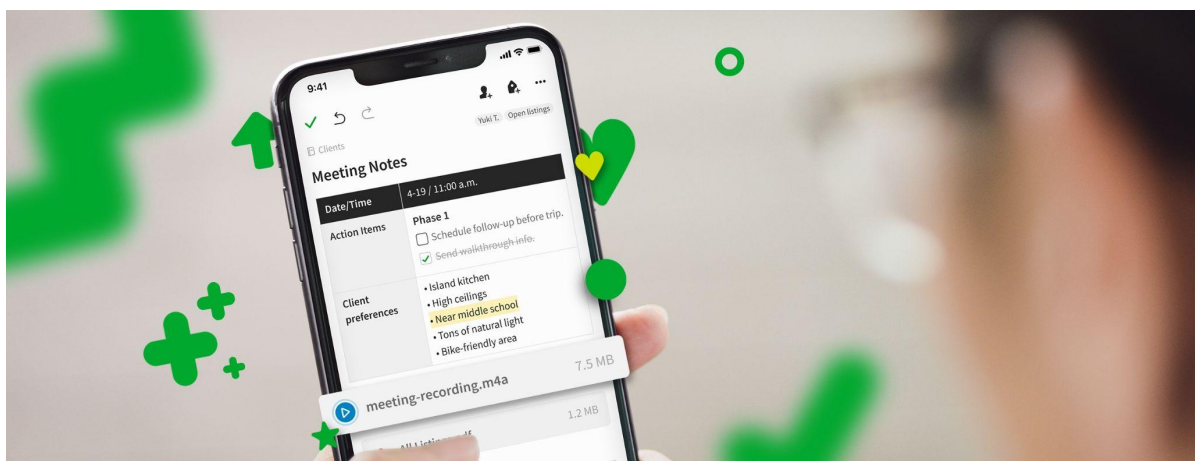 9:41
Yuki T. Open listings
Clients
Meeting Notes
Date/Time 4-19 / 11:00 a.m.
Action Items Phase 1
Schedule follow-up before trip.
Send walkthrough info.
Client preferences
• Island kitchen
• High ceilings
• Near middle school
• Tons of natural light
• Bike-friendly area
meeting-recording.m4a 7.5 MB
All 1.2 MB